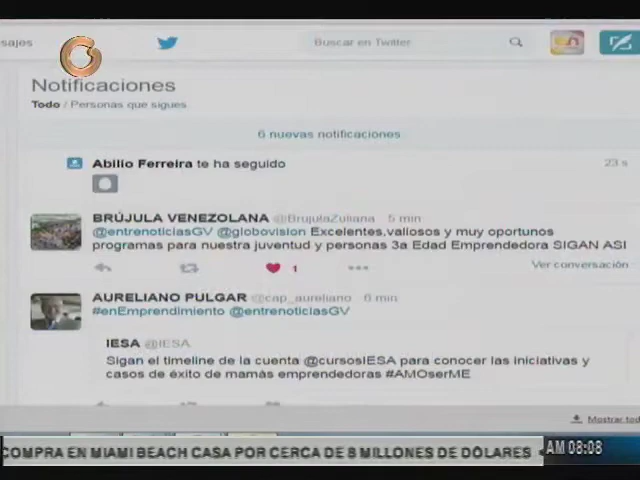 sajes
Buscar en Twitter
Notificaciones
Todo / Personas que sigues
6 nuevas notificaciones
Abilio Ferreira te ha seguido
23 s
BRÚJULA VENEZOLANA @BrujulaZuliana 5 min
@entrenoticiasGV @globovision Excelentes,valiosos y muy oportunos
programas para nuestra juventud y personas 3a Edad Emprendedora SIGAN ASI
1
Ver conversación
AURELIANO PULGAR @cap_aureliano 6 min
#enEmprendimiento @entrenoticiasGV
IESA @IESA
Sigan el timeline de la cuenta @cursosIESA para conocer las iniciativas y
casos de éxito de mamás emprendedoras #AMOserME
Mostrar tod
COMPRA EN MIAMI BEACH CASA POR CERCA DE 8 MILLONES DE DÓLARES
AM 08:08